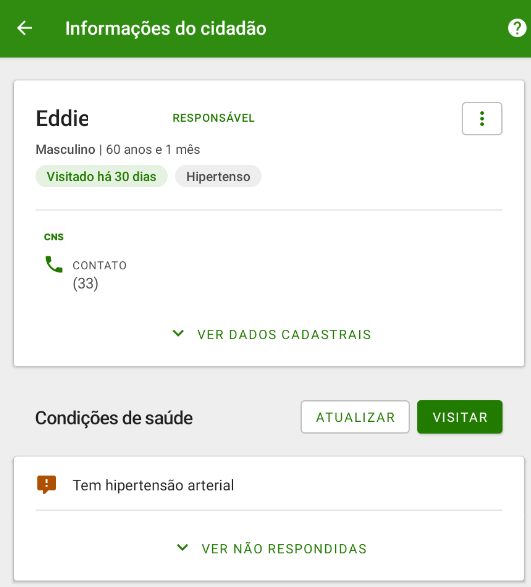 Informações do cidadão
Eddie RESPONSÁVEL
Masculino | 60 anos e 1 mês
Visitado há 30 dias Hipertenso
CNS
CONTATO
(33)
VER DADOS CADASTRAIS
Condições de saúde ATUALIZAR VISITAR
Tem hipertensão arterial
VER NÃO RESPONDIDAS